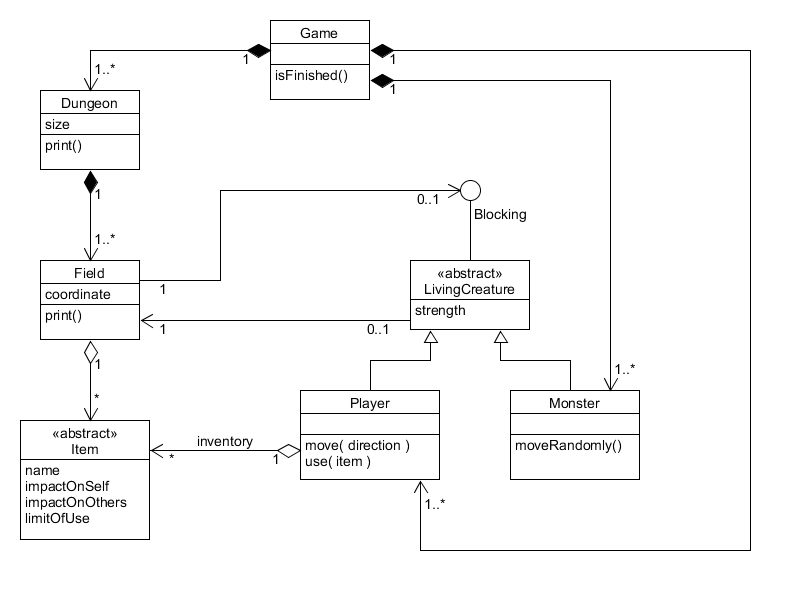 Game
isFinished()
1
1
1
1..*
Dungeon
size
print()
1
1..*
Field
coordinate
print()
1
0..1
Blocking
«abstract»
LivingCreature
strength
1
0..1
1
*
«abstract»
Item
name
impactOnSelf
impactOnOthers
limitOfUse
inventory
*
1
Player
move( direction )
use( item )
1..*
Monster
moveRandomly()
1..*